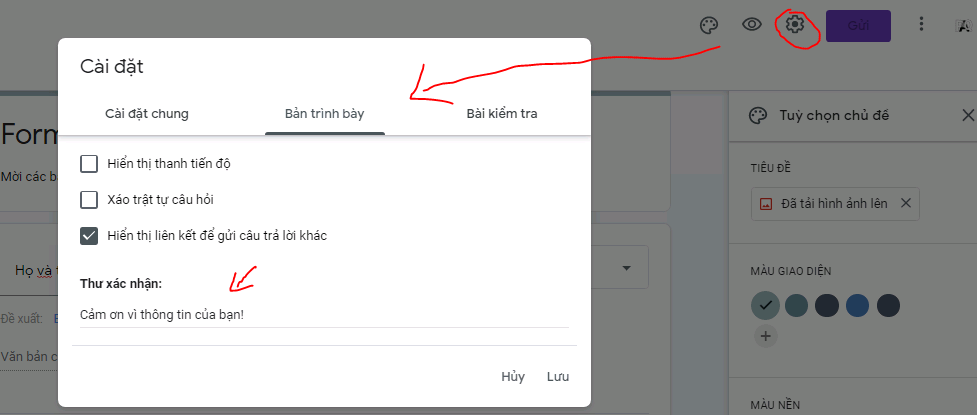 Gửi
Cài đặt
Cài đặt chung
Bản trình bày
Bài kiểm tra
Hiển thị thanh tiến độ
Xáo trật tự câu hỏi
Hiển thị liên kết để gửi câu trả lời khác
Thư xác nhận:
Cảm ơn vì thông tin của bạn!
Hủy
Lưu
Form
Mời các b
Họ và t
Đề xuất:
Văn bản c
Tuỳ chọn chủ đề
TIÊU ĐỀ
Đã tải hình ảnh lên
MÀU GIAO DIỆN
MÀU NỀN